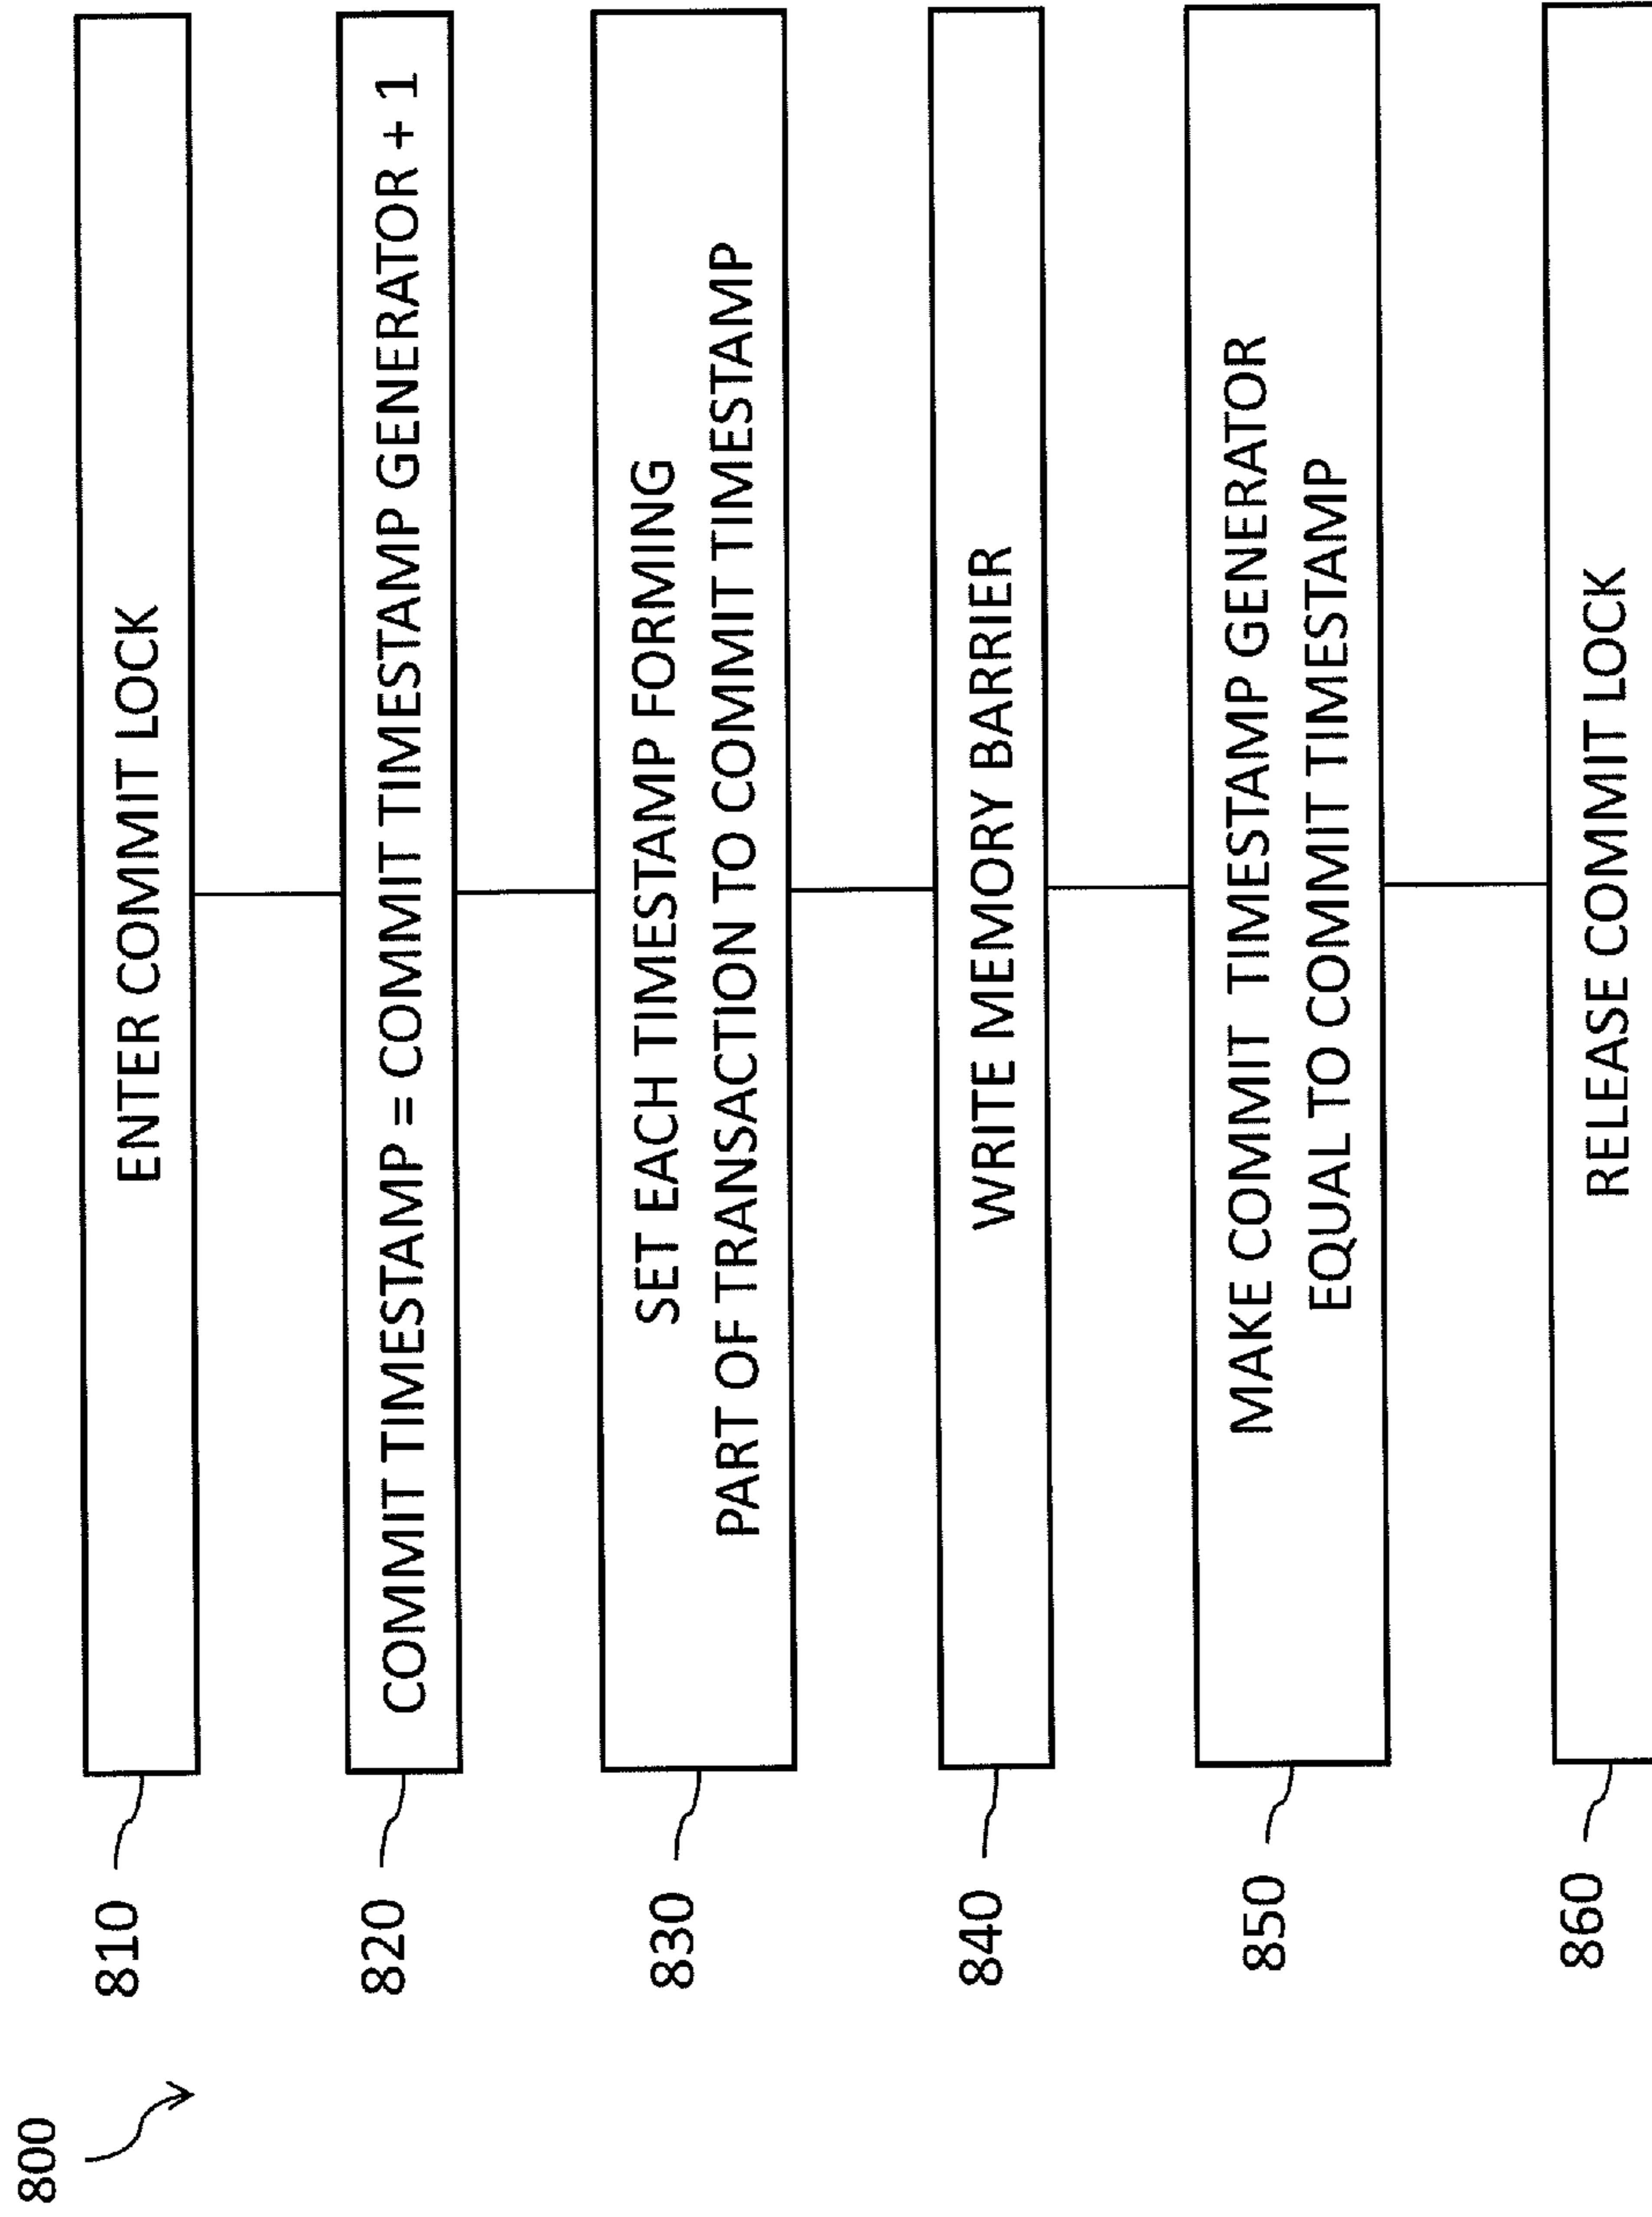 800
810
ENTER COMMIT LOCK
820
COMMIT TIMESTAMP = COMMIT TIMESTAMP GENERATOR + 1
830
SET EACH TIMESTAMP FORMING
PART OF TRANSACTION TO COMMIT TIMESTAMP
840
WRITE MEMORY BARRIER
850
MAKE COMMIT TIMESTAMP GENERATOR
EQUAL TO COMMIT TIMESTAMP
860
RELEASE COMMIT LOCK